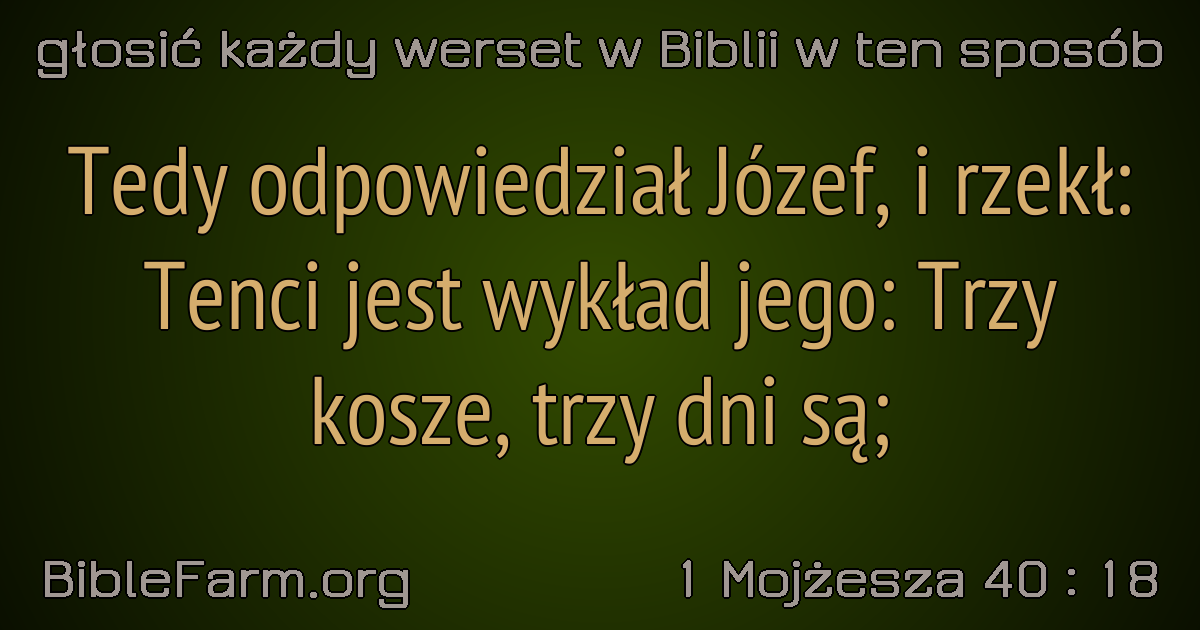 głosić każdy werset w Biblii w ten sposób
Tedy odpowiedział Józef, i rzekł:
Tenci jest wykład jego: Trzy
kosze, trzy dni są;
BibleFarm.org
1 Mojżesza 40 : 18